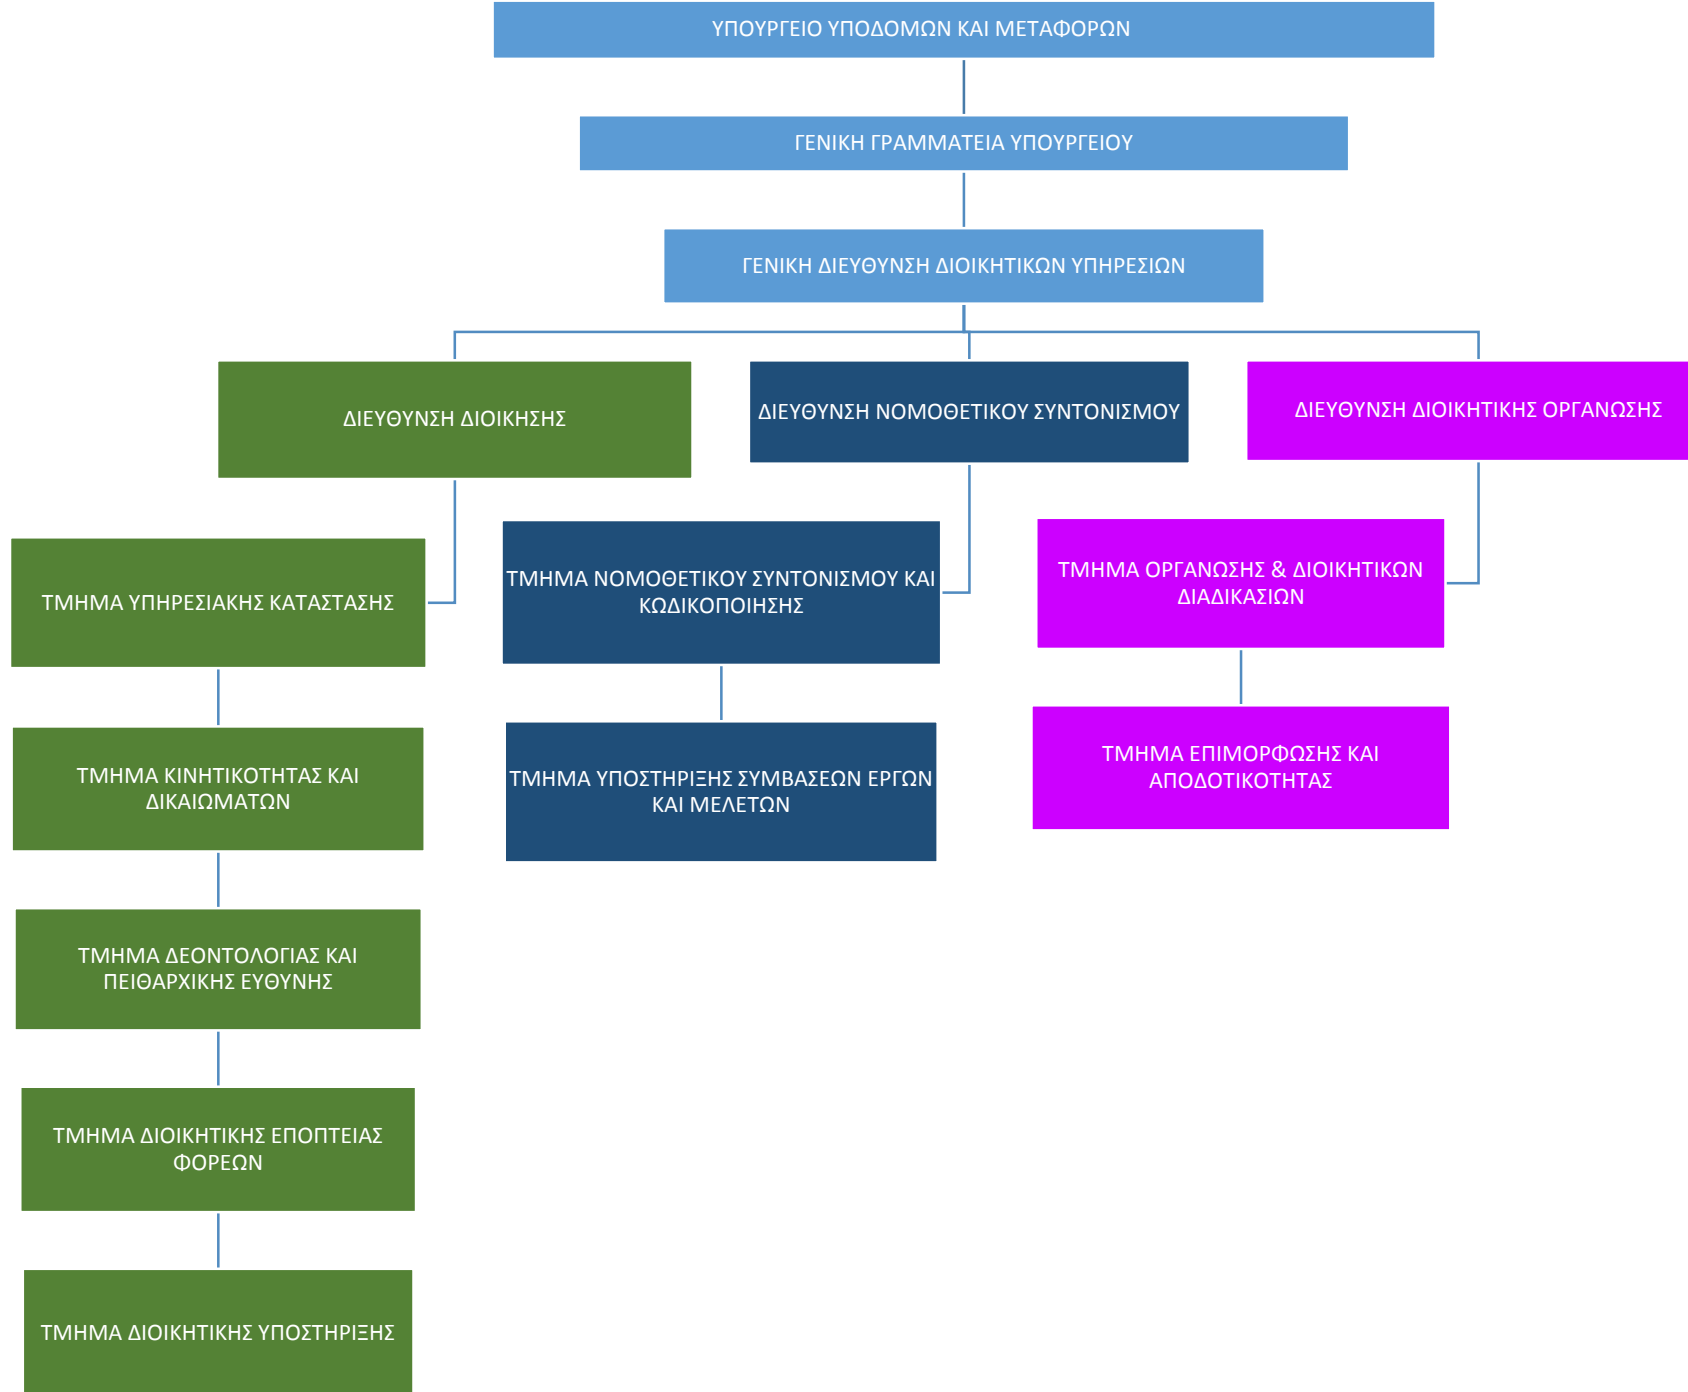 ΥΠΟΥΡΓΕΙΟ ΥΠΟΔΟΜΩΝ ΚΑΙ ΜΕΤΑΦΟΡΩΝ
ΓΕΝΙΚΗ ΓΡΑΜΜΑΤΕΙΑ ΥΠΟΥΡΓΕΙΟΥ
ΓΕΝΙΚΗ ΔΙΕΥΘΥΝΣΗ ΔΙΟΙΚΗΤΙΚΩΝ ΥΠΗΡΕΣΙΩΝ
ΔΙΕΥΘΥΝΣΗ ΔΙΟΙΚΗΣΗΣ
ΤΜΗΜΑ ΥΠΗΡΕΣΙΑΚΗΣ ΚΑΤΑΣΤΑΣΗΣ
ΤΜΗΜΑ ΚΙΝΗΤΙΚΟΤΗΤΑΣ ΚΑΙ
ΔΙΚΑΙΩΜΑΤΩΝ
ΤΜΗΜΑ ΔΕΟΝΤΟΛΟΓΙΑΣ ΚΑΙ
ΠΕΙΘΑΡΧΙΚΗΣ ΕΥΘΥΝΗΣ
ΤΜΗΜΑ ΔΙΟΙΚΗΤΙΚΗΣ ΕΠΟΠΤΕΙΑΣ
ΦΟΡΕΩΝ
ΤΜΗΜΑ ΔΙΟΙΚΗΤΙΚΗΣ ΥΠΟΣΤΗΡΙΞΗΣ
ΔΙΕΥΘΥΝΣΗ ΝΟΜΟΘΕΤΙΚΟΥ ΣΥΝΤΟΝΙΣΜΟΥ
ΤΜΗΜΑ ΝΟΜΟΘΕΤΙΚΟΥ ΣΥΝΤΟΝΙΣΜΟΥ ΚΑΙ
ΚΩΔΙΚΟΠΟΙΗΣΗΣ
ΤΜΗΜΑ ΥΠΟΣΤΗΡΙΞΗΣ ΣΥΜΒΑΣΕΩΝ ΕΡΓΩΝ
ΚΑΙ ΜΕΛΕΤΩΝ
ΔΙΕΥΘΥΝΣΗ ΔΙΟΙΚΗΤΙΚΗΣ ΟΡΓΑΝΩΣΗΣ
ΤΜΗΜΑ ΟΡΓΑΝΩΣΗΣ & ΔΙΟΙΚΗΤΙΚΩΝ
ΔΙΑΔΙΚΑΣΙΩΝ
ΤΜΗΜΑ ΕΠΙΜΟΡΦΩΣΗΣ ΚΑΙ
ΑΠΟΔΟΤΙΚΟΤΗΤΑΣ